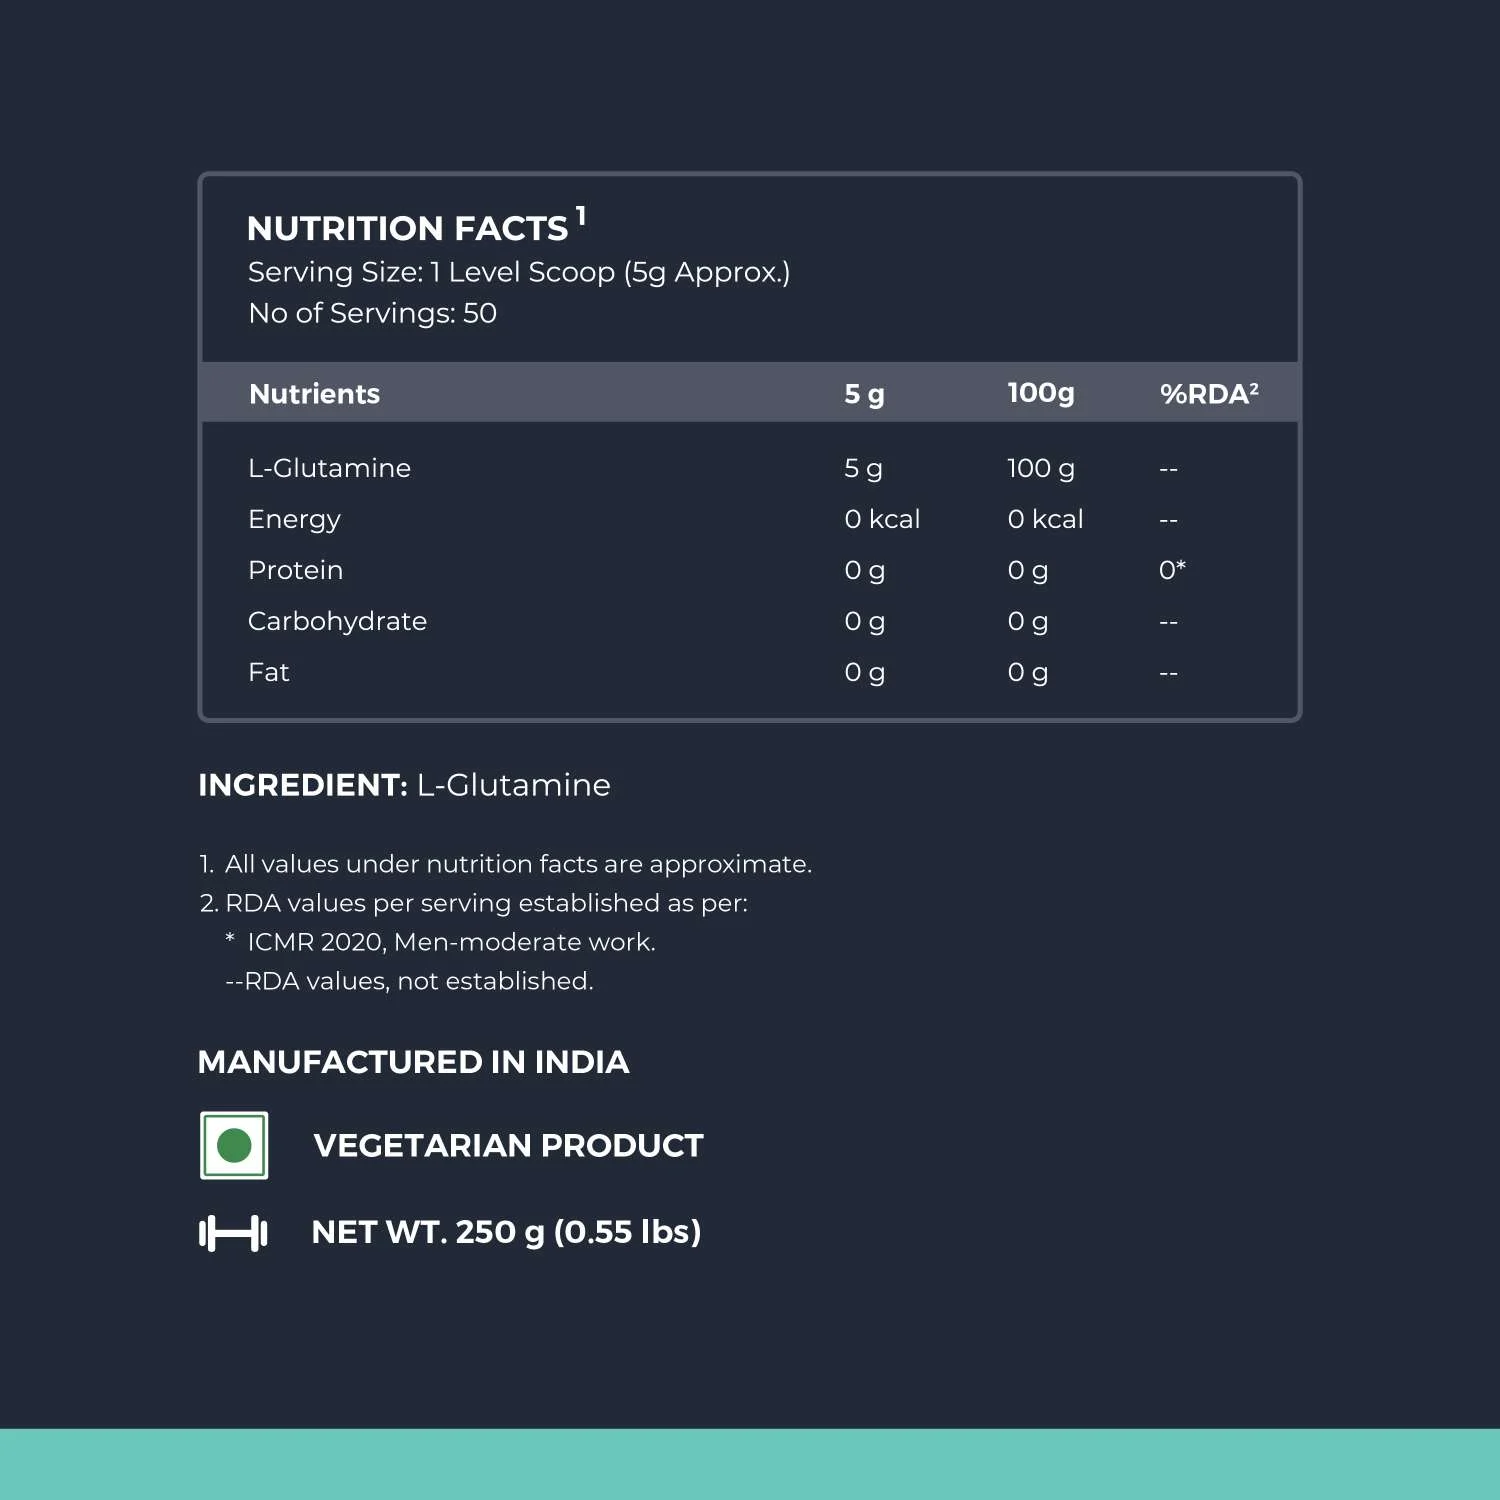 NUTRITION FACTS 1
Serving Size: 1 Level Scoop (5g Approx.)
No of Servings: 50
Nutrients 5 g 100g %RDA²
L-Glutamine 5 g 100 g --
Energy 0 kcal 0 kcal --
Protein 0 g 0 g 0*
Carbohydrate 0 g 0 g --
Fat 0 g 0 g --
INGREDIENT: L-Glutamine
1. All values under nutrition facts are approximate.
2. RDA values per serving established as per:
* ICMR 2020, Men-moderate work.
--RDA values, not established.
MANUFACTURED IN INDIA
VEGETARIAN PRODUCT
NET WT. 250 g (0.55 lbs)